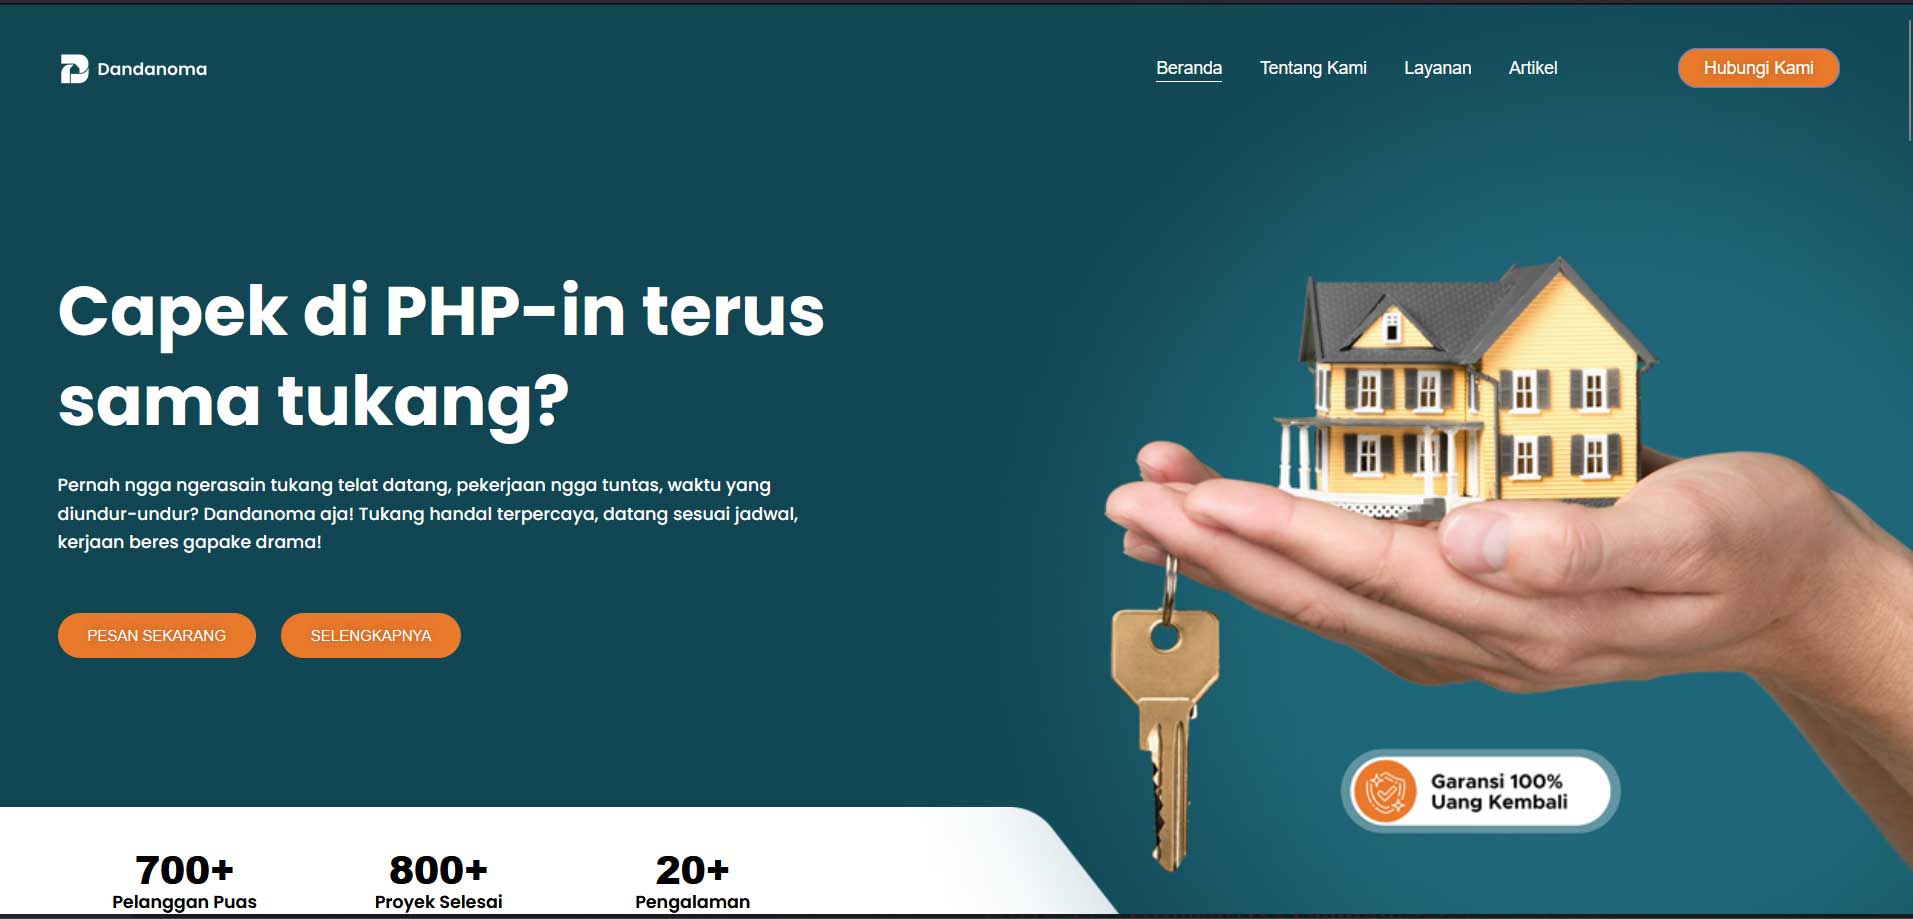 Dandanoma
Beranda
Tentang Kami
Layanan
Artikel
Hubungi Kami
Capek di PHP-in terus
sama tukang?
Pernah ngga ngerasain tukang telat datang, pekerjaan ngga tuntas, waktu yang
diundur-undur? Dandanoma aja! Tukang handal terpercaya, datang sesuai jadwal,
kerjaan beres gapake drama!
PESAN SEKARANG
SELENGKAPNYA
Garansi 100%
Uang Kembali
700+
Pelanggan Puas
800+
Proyek Selesai
20+
Pengalaman